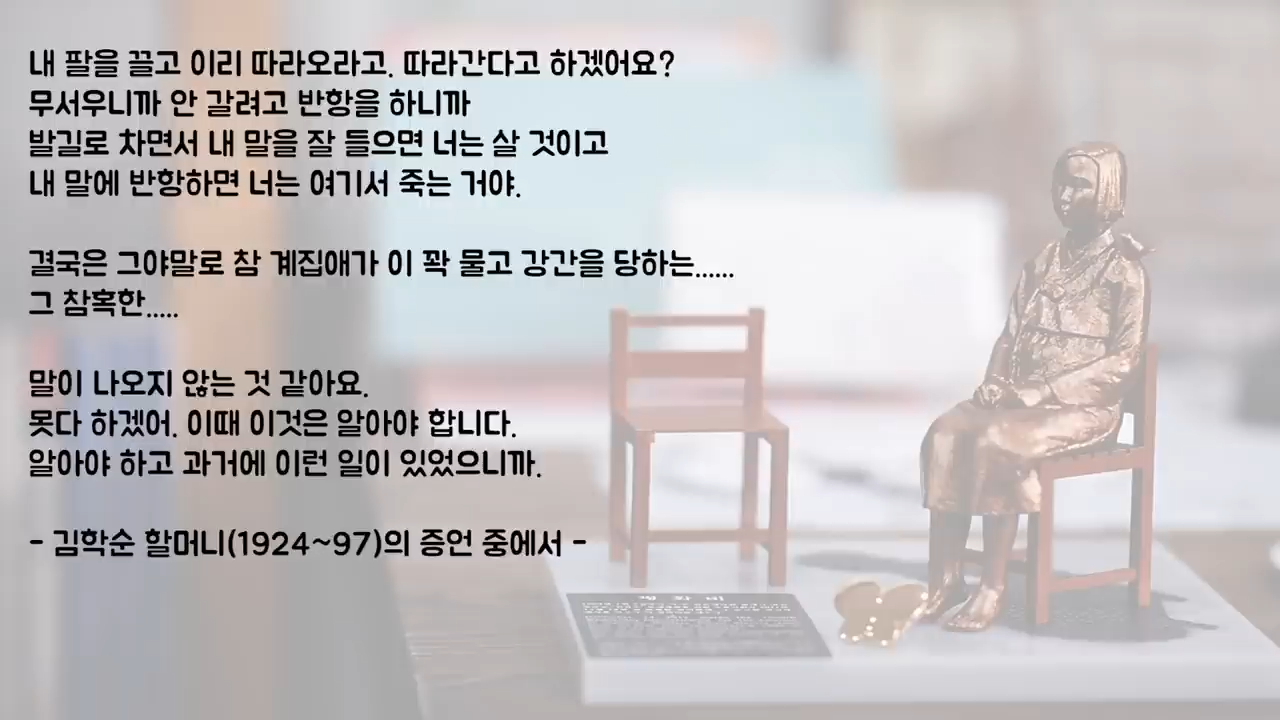 내 팔을 끌고 이리 따라오라고. 따라간다고 하겠어요?
무서우니까 안 갈려고 반항을 하니까
발길로 차면서 내 말을 잘 들으면 너는 살 것이고
내 말에 반항하면 너는 여기서 죽는 거야.
결국은 그야말로 참 계집애가 이 꽉 물고 강간을 당하는......
그 참혹한.....
말이 나오지 않는 것 같아요.
못다 하겠어. 이때 이것은 알아야 합니다.
알아야 하고 과거에 이런 일이 있었으니까.
- 김학순 할머니(1924~97)의 증언 중에서 -
평화비